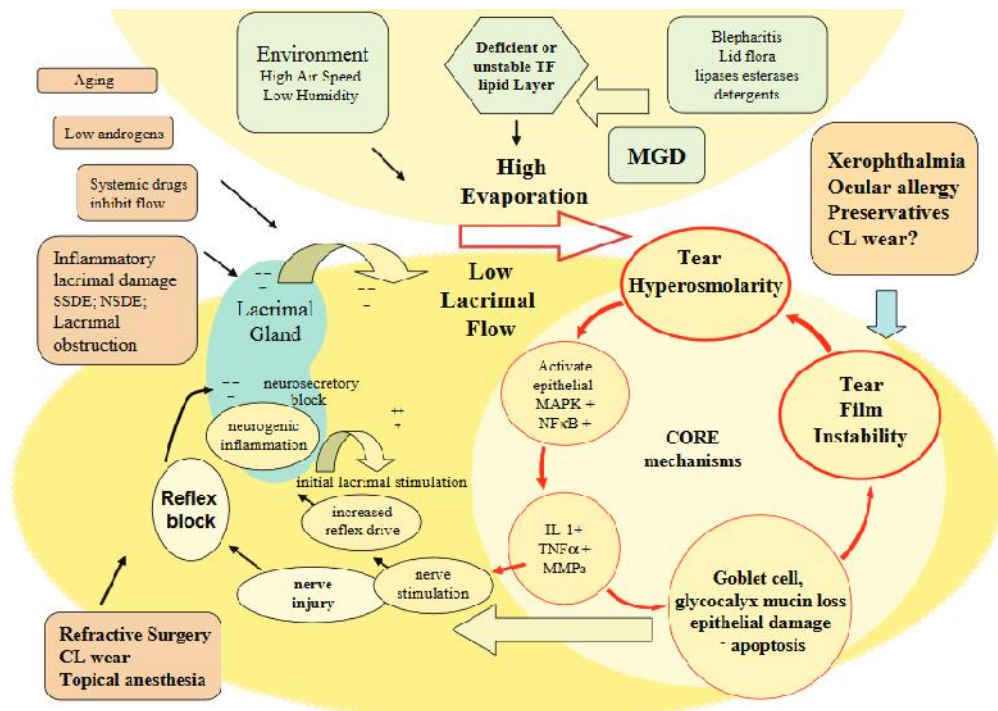 Environment
High Air Speed
Low Humidity
Deficient or
unstable TF
lipid Layer
Blepharitis
Lid flora
lipases esterases
detergents
MGD
High
Evaporation
Aging
Low androgens
Systemic drugs
inhibit flow
Inflammatory
lacrimal damage
SSDE; NSDE;
Lacrimal
obstruction
Xerophthalmia
Ocular allergy
Preservatives
CL wear?
-- --
-
Lacrimal
Gland
-- --
-
Low
Lacrimal
Flow
Tear
Hyperosmolarity
Activate
epithelial
MAPK +
NFκB +
CORE
mechanisms
Tear
Film
Instability
-- --
-
neurosecretory
block
neurogenic
inflammation
++
+
initial lacrimal stimulation
increased
reflex drive
Reflex
block
IL-1+
TNFα +
MMPs
nerve
injury
nerve
stimulation
Goblet cell,
glycocalyx mucin loss
epithelial damage
- apoptosis
Refractive Surgery
CL wear
Topical anesthesia